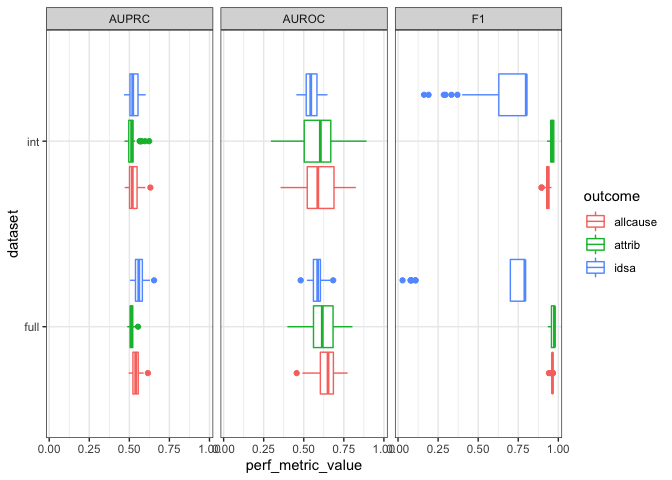 AUPRC AUROC F1
int
full
dataset
0.00 0.25 0.50 0.75 1.00 0.00 0.25 0.50 0.75 1.00 0.00 0.25 0.50 0.75 1.00
perf_metric_value
outcome
allcause
attrib
idsa